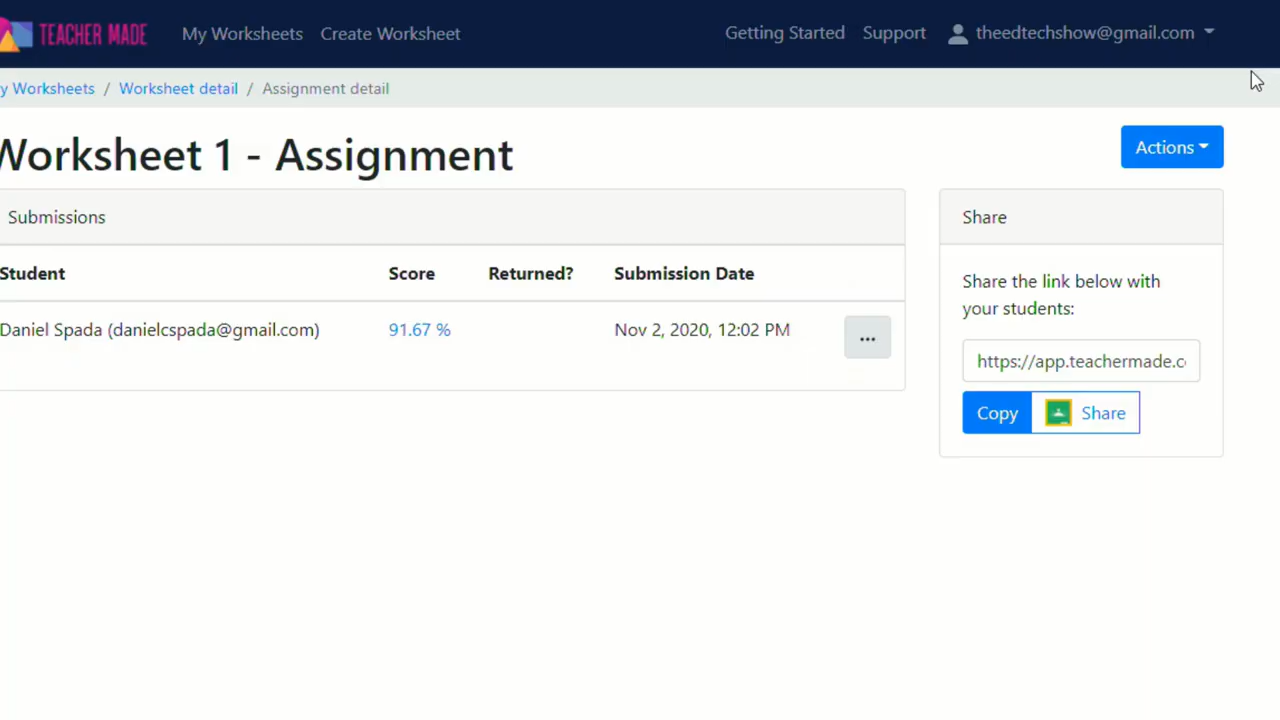 TEACHER MADE My Worksheets Create Worksheet Getting Started Support theedtechshow@gmail.com
y Worksheets / Worksheet detail / Assignment detail
Worksheet 1 - Assignment
Actions
Submissions
Student Score Returned? Submission Date
Daniel Spada (danielcspada@gmail.com) 91.67 % Nov 2, 2020, 12:02 PM ...
Share
Share the link below with
your students:
https://app.teachermade.c
Copy Share